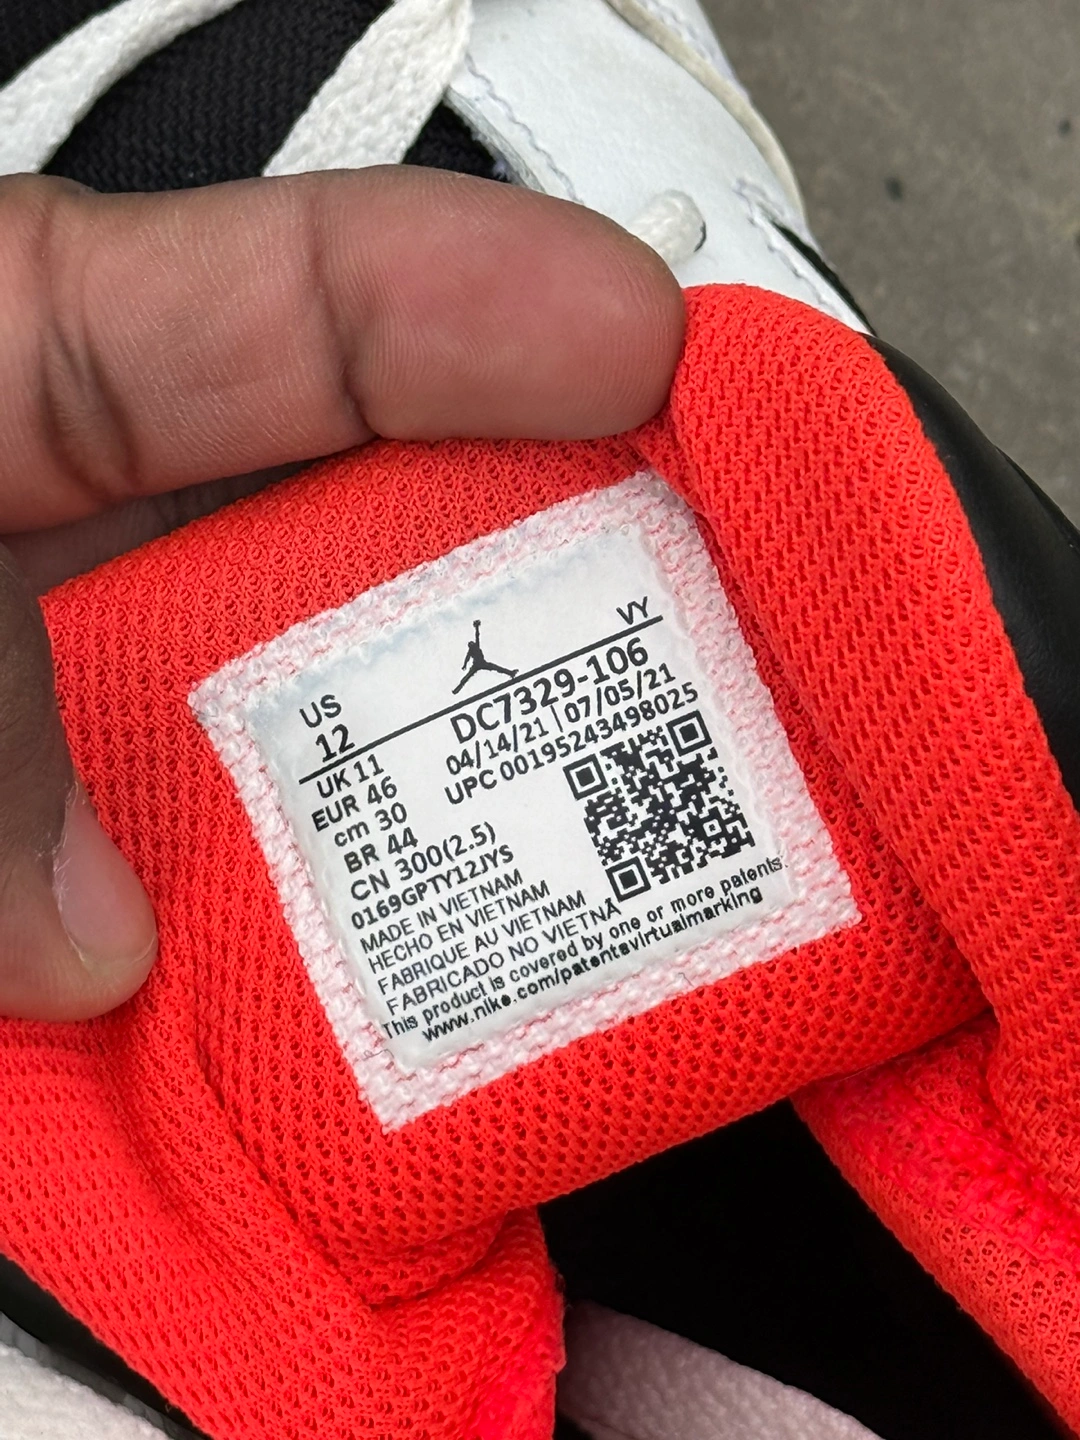 VY
US
12
DC7329-106
04/14/21 | 07/05/21
UPC 00195243498025
UK 11
EUR 46
cm 30
BR 44
CN 300(2.5)
0169GPTY12JYS
MADE IN VIETNAM
HECHO EN VIETNAM
FABRIQUE AU VIETNAM
FABRICADO NO VIETNÃ
This product is covered by one or more patents.
www.nike.com/patentsvirtualmarking